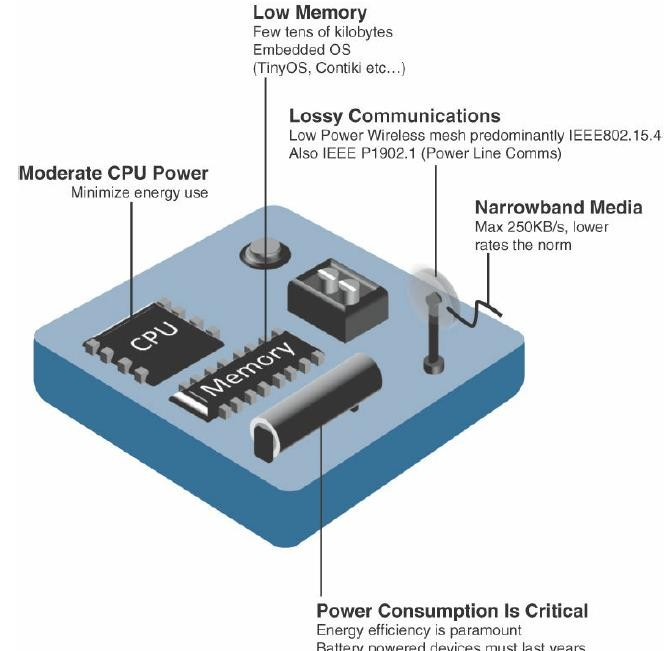 Low Memory
Few tens of kilobytes
Embedded OS
(TinyOS, Contiki etc…)
Lossy Communications
Low Power Wireless mesh predominantly IEEE802.15.4
Also IEEE P1902.1 (Power Line Comms)
Moderate CPU Power
Minimize energy use
Narrowband Media
Max 250KB/s, lower
rates the norm
CPU
Memory
Power Consumption Is Critical
Energy efficiency is paramount
Battery powered devices must last years